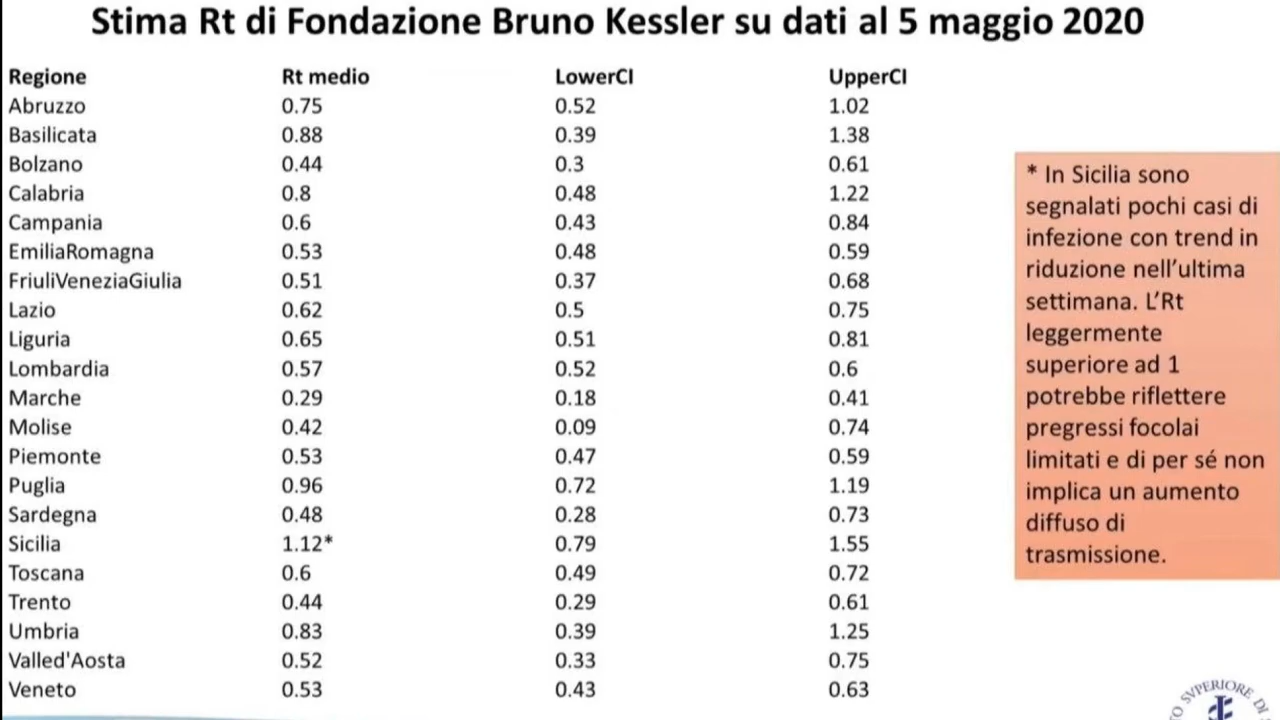 Stima Rt di Fondazione Bruno Kessler su dati al 5 maggio 2020
Regione Rt medio LowerCI UpperCI
Abruzzo 0.75 0.52 1.02
Basilicata 0.88 0.39 1.38
Bolzano 0.44 0.3 0.61
Calabria 0.8 0.48 1.22
Campania 0.6 0.43 0.84
EmiliaRomagna 0.53 0.48 0.59
FriuliVeneziaGiulia 0.51 0.37 0.68
Lazio 0.62 0.5 0.75
Liguria 0.65 0.51 0.81
Lombardia 0.57 0.52 0.6
Marche 0.29 0.18 0.41
Molise 0.42 0.09 0.74
Piemonte 0.53 0.47 0.59
Puglia 0.96 0.72 1.19
Sardegna 0.48 0.28 0.73
Sicilia 1.12* 0.79 1.55
Toscana 0.6 0.49 0.72
Trento 0.44 0.29 0.61
Umbria 0.83 0.39 1.25
Valled'Aosta 0.52 0.33 0.75
Veneto 0.53 0.43 0.63
* In Sicilia sono
segnalati pochi casi di
infezione con trend in
riduzione nell’ultima
settimana. L’Rt
leggermente
superiore ad 1
potrebbe riflettere
pregressi focolai
limitati e di per sé non
implica un aumento
diffuso di
trasmissione.
SVPERIORE DI